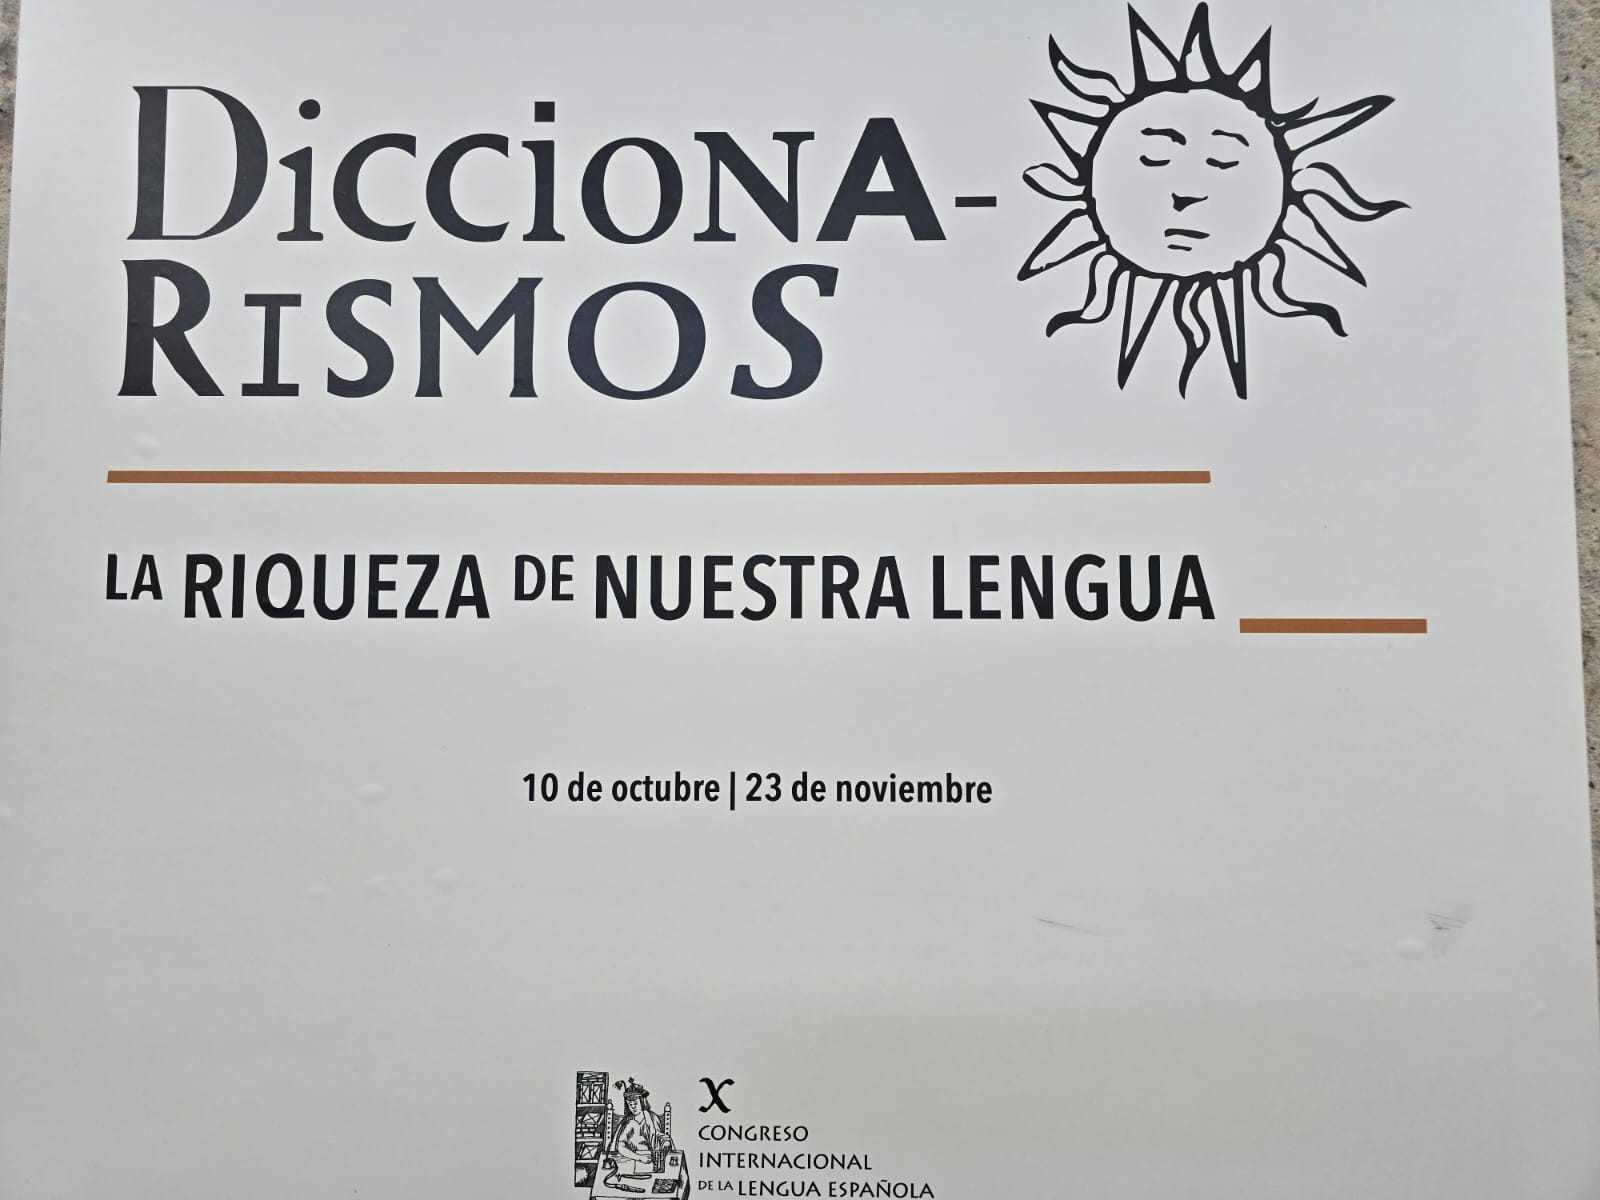 DICCIONA-
RISMOS
LA RIQUEZA DE NUESTRA LENGUA
10 de octubre | 23 de noviembre
X
CONGRESO
INTERNACIONAL
DE LA LENGUA ESPAÑOLA